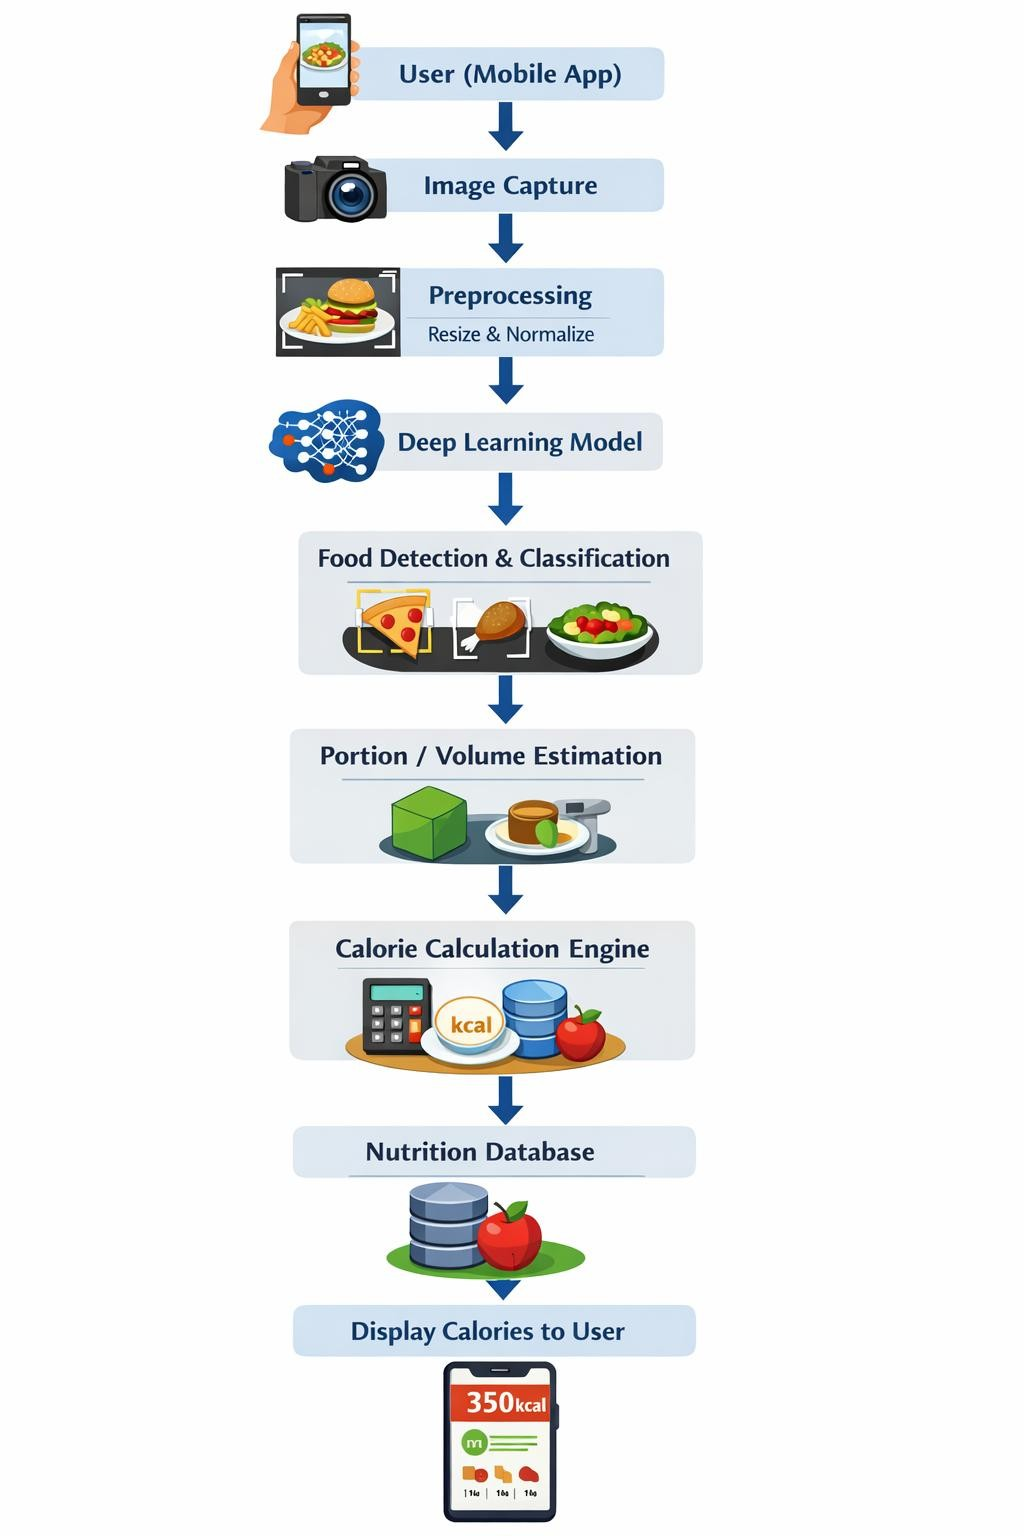 User (Mobile App)
Image Capture
Preprocessing
Resize & Normalize
Deep Learning Model
Food Detection & Classification
Portion / Volume Estimation
Calorie Calculation Engine
kcal
Nutrition Database
Display Calories to User
350kcal